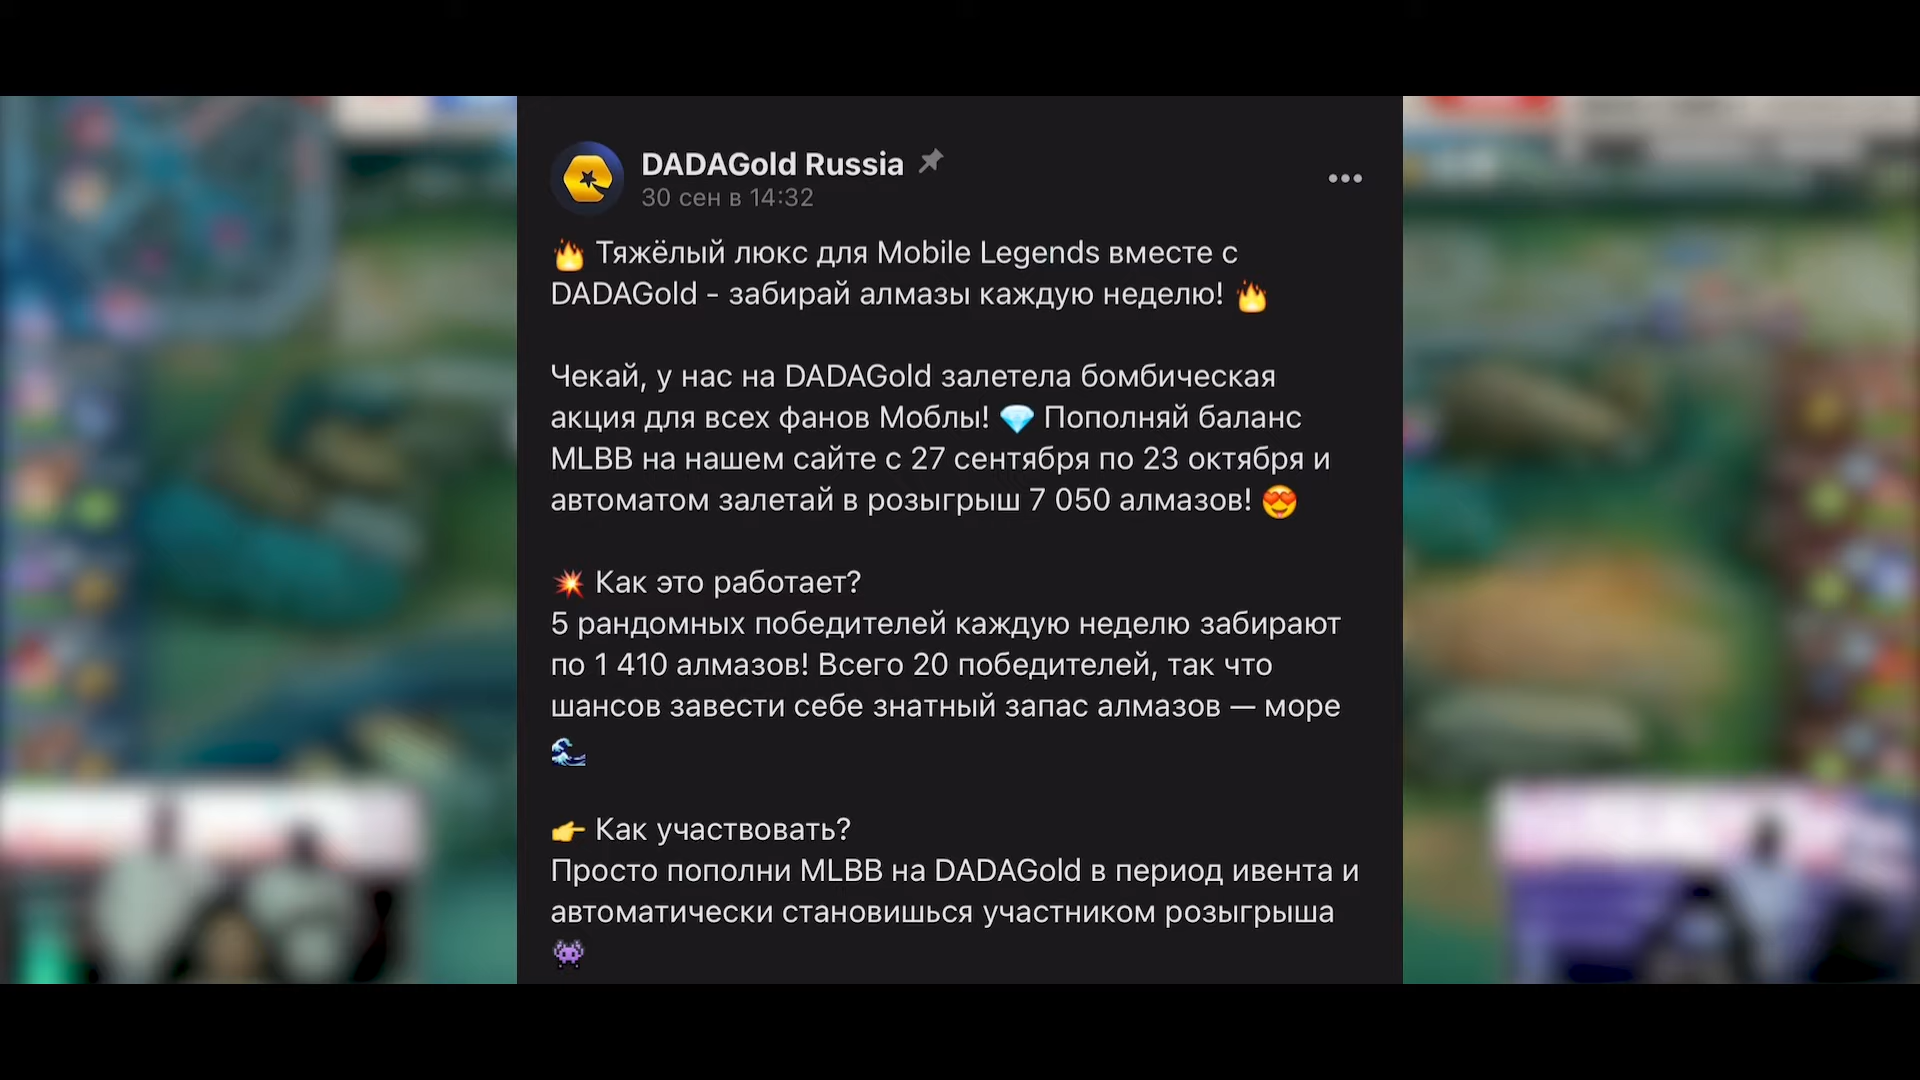 DADAGold Russia
30 сен в 14:32
🔥 Тяжёлый люкс для Mobile Legends вместе с
DADAGold - забирай алмазы каждую неделю! 🔥
Чекай, у нас на DADAGold залетела бомбическая
акция для всех фанов Моблы! 💎 Пополняй баланс
MLBB на нашем сайте с 27 сентября по 23 октября и
автоматом залетай в розыгрыш 7 050 алмазов! 😍
💥 Как это работает?
5 рандомных победителей каждую неделю забирают
по 1 410 алмазов! Всего 20 победителей, так что
шансов завести себе знатный запас алмазов — море
🌊
👉 Как участвовать?
Просто пополни MLBB на DADAGold в период ивента и
автоматически становишься участником розыгрыша
👾